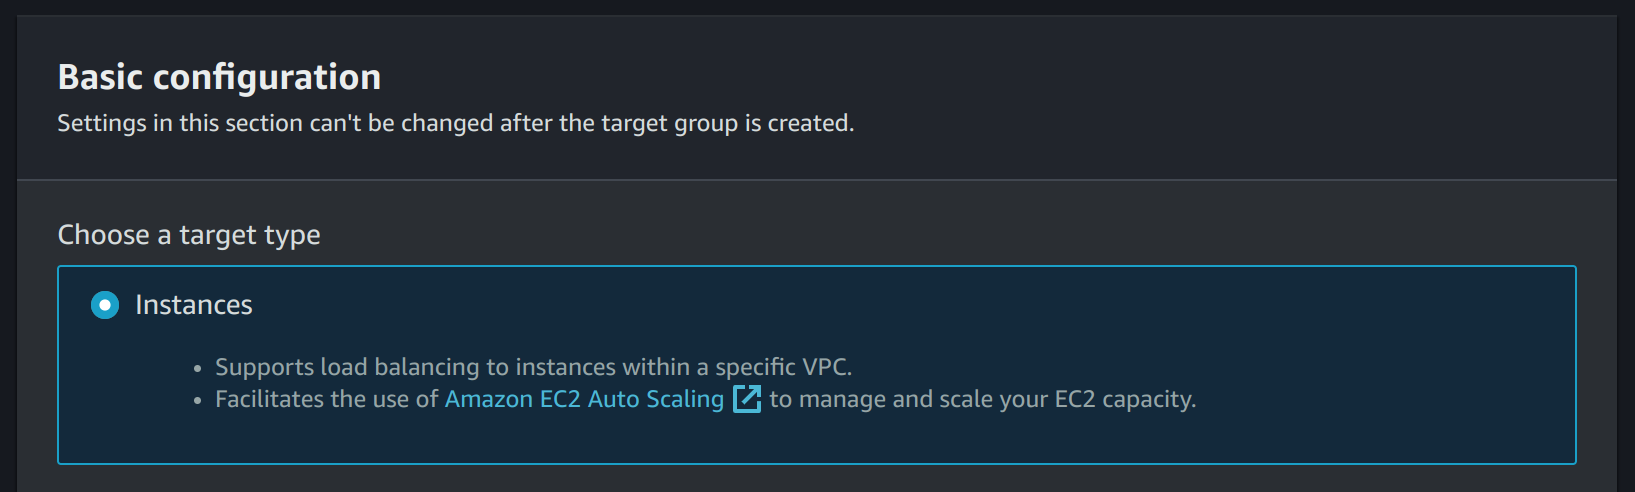 Basic configuration
Settings in this section can't be changed after the target group is created.
Choose a target type
Instances
• Supports load balancing to instances within a specific VPC.
• Facilitates the use of Amazon EC2 Auto Scaling to manage and scale your EC2 capacity.